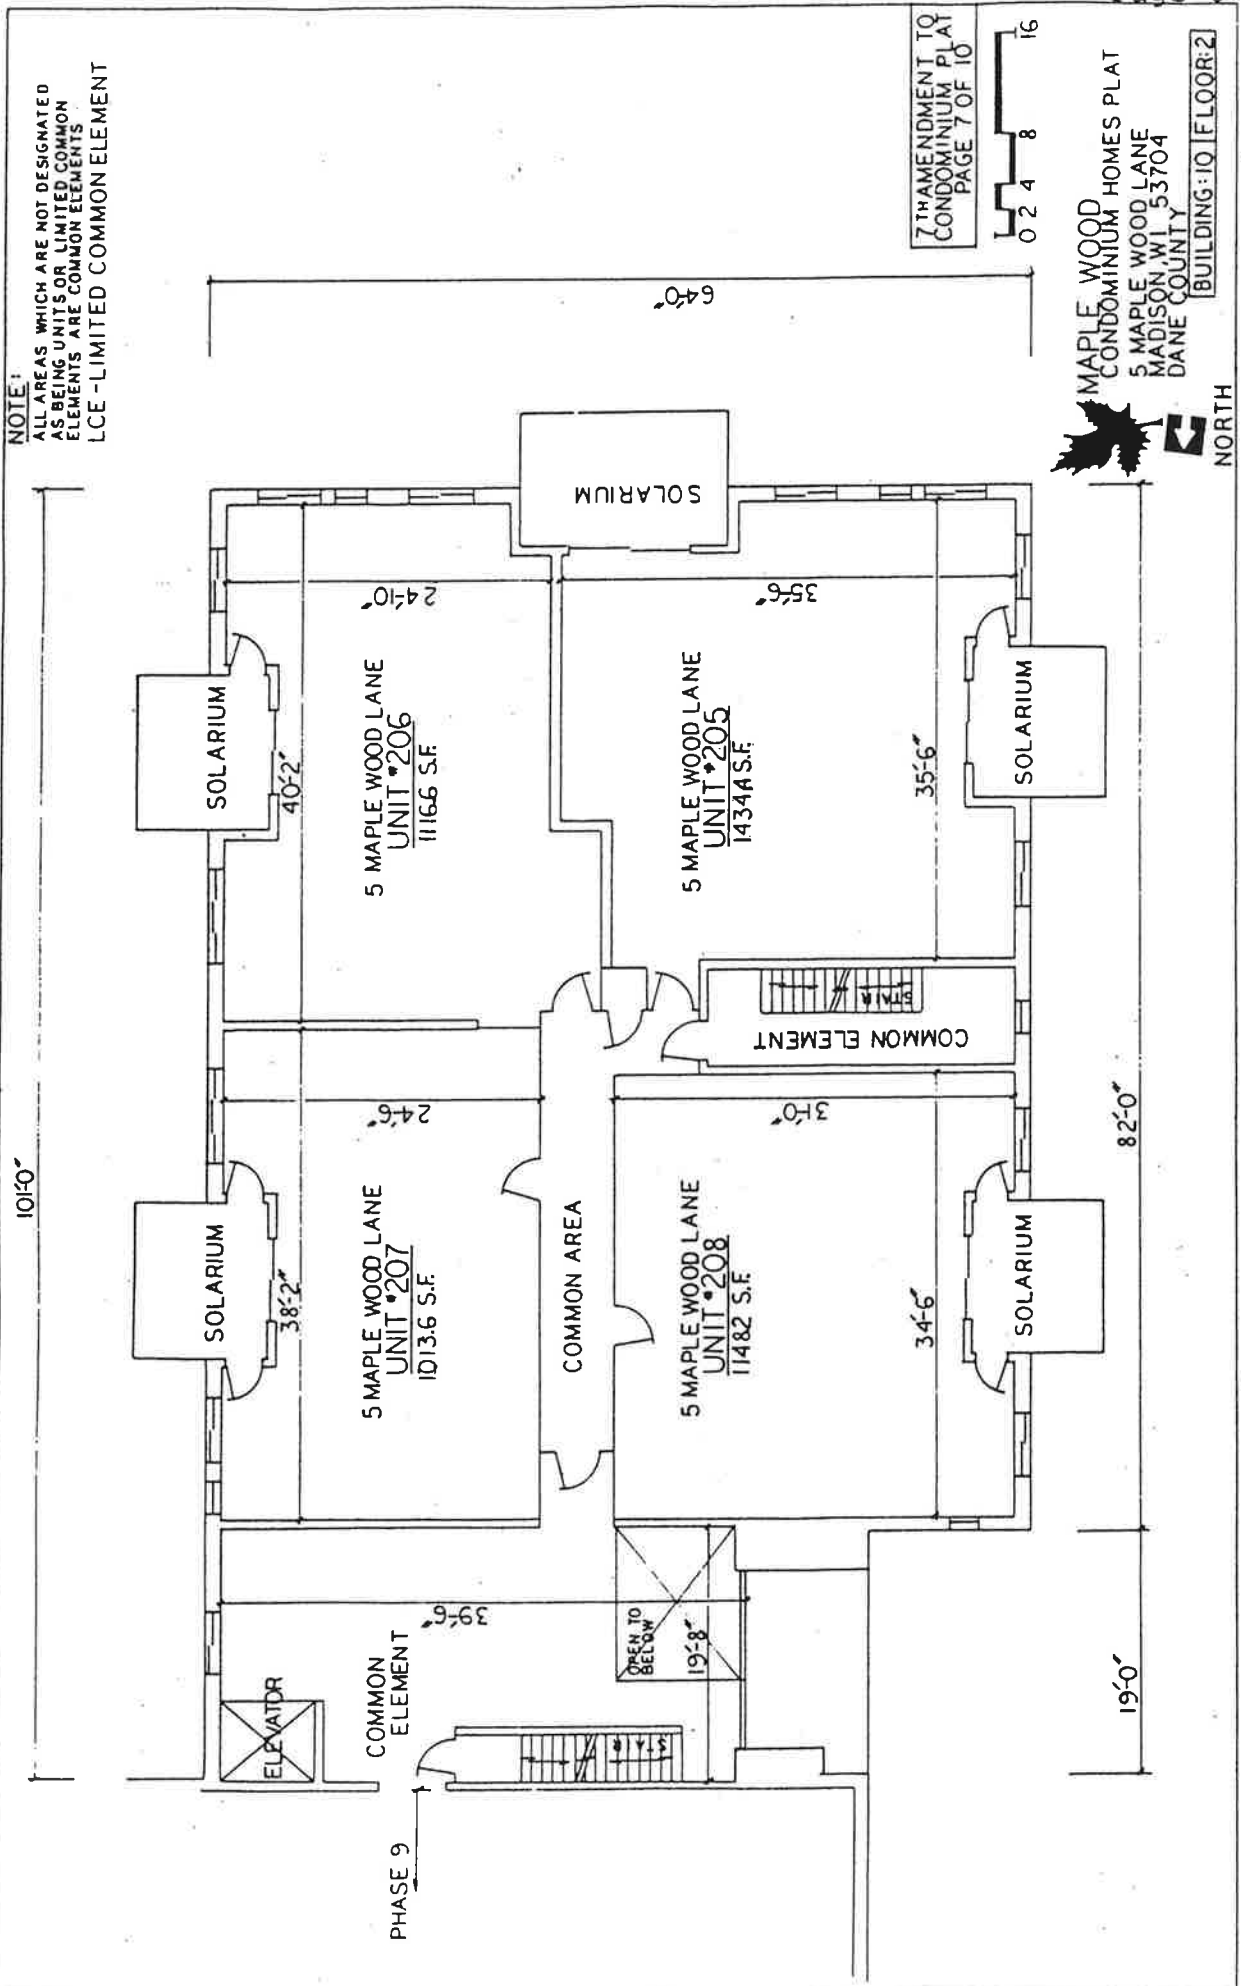 NOTE:
ALL AREAS WHICH ARE NOT DESIGNATED
AS BEING UNITS OR LIMITED COMMON
ELEMENTS ARE COMMON ELEMENTS
LCE-LIMITED COMMON ELEMENT
101'-0"
64'-0"
SOLARIUM
SOLARIUM
SOLARIUM
38'-2"
40'-2"
24'-6"
24'-10"
5 MAPLE WOOD LANE
UNIT #207
1013.6 S.F.
5 MAPLE WOOD LANE
UNIT #206
1116.6 S.F.
ELEVATOR
COMMON
ELEMENT
39'-6"
PHASE 9
STAIR
OPEN TO
BELOW
19'-8"
COMMON AREA
5 MAPLE WOOD LANE
UNIT #208
1148.2 S.F.
5 MAPLE WOOD LANE
UNIT #205
1434.4 S.F.
31'-0"
35'-6"
STAIR
COMMON ELEMENT
34'-6"
35'-6"
SOLARIUM
SOLARIUM
19'-0"
82'-0"
7TH AMENDMENT TO
CONDOMINIUM PLAT
PAGE 7 OF 10
0 2 4 8 16
MAPLE WOOD
CONDOMINIUM HOMES PLAT
5 MAPLE WOOD LANE
MADISON, WI 53704
DANE COUNTY
BUILDING:10 FLOOR:2
NORTH